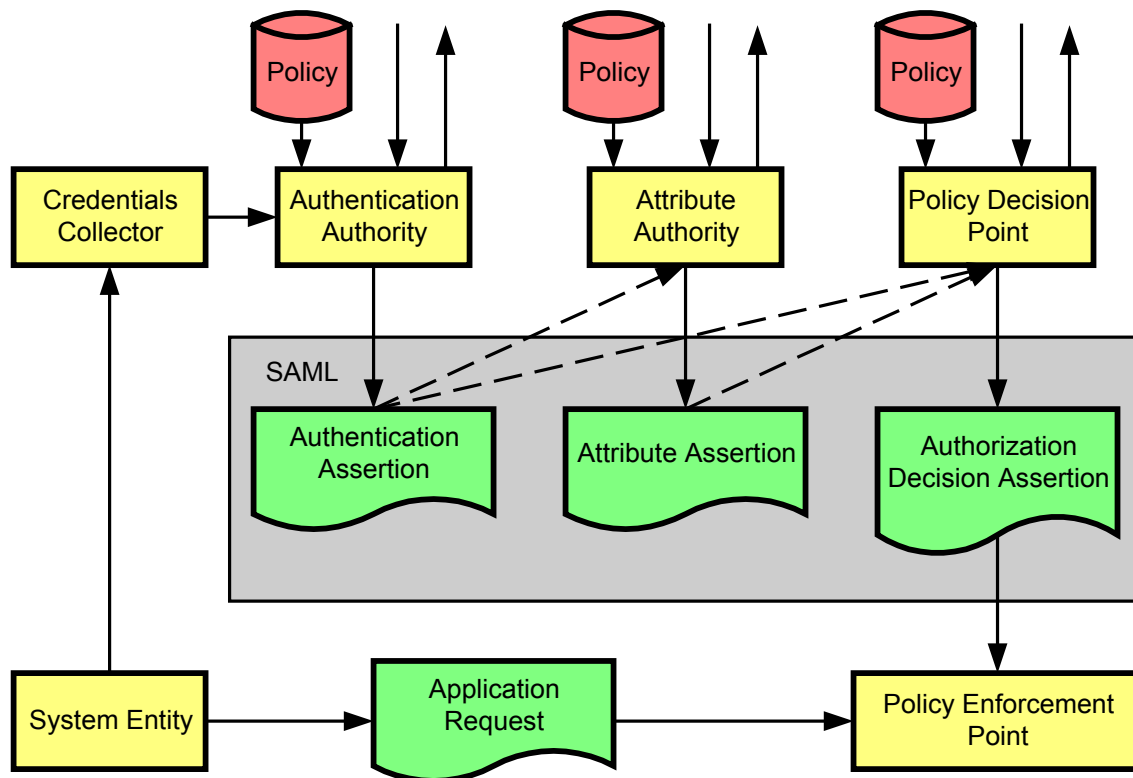 Policy
Policy
Policy
Credentials
Collector
Authentication
Authority
Attribute
Authority
Policy Decision
Point
SAML
Authentication
Assertion
Attribute Assertion
Authorization
Decision Assertion
System Entity
Application
Request
Policy Enforcement
Point